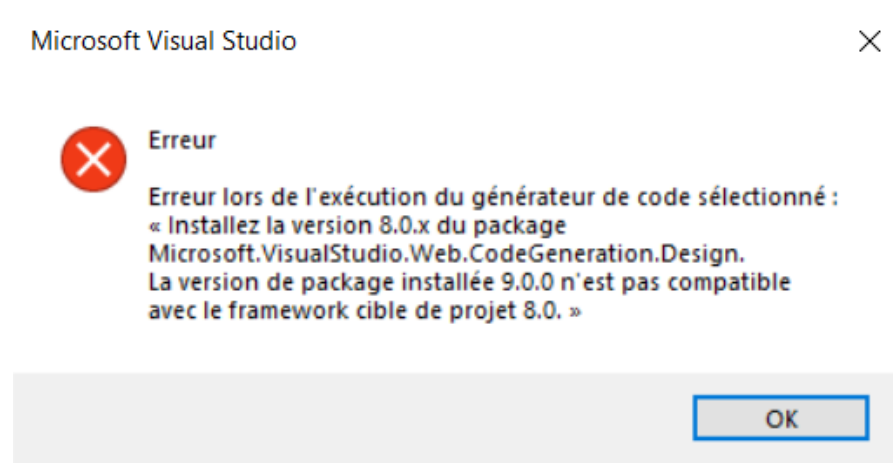 Microsoft Visual Studio
Erreur
Erreur lors de l'exécution du générateur de code sélectionné :
« Installez la version 8.0.x du package
Microsoft.VisualStudio.Web.CodeGeneration.Design.
La version de package installée 9.0.0 n'est pas compatible
avec le framework cible de projet 8.0. »
OK